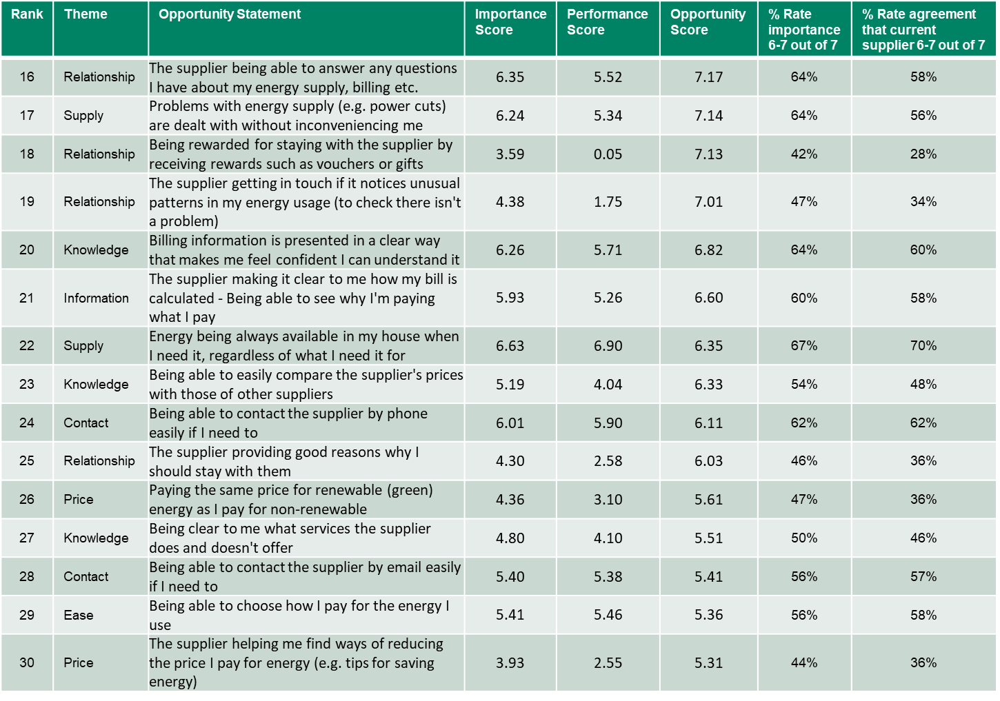 Rank Theme Opportunity Statement Importance Score Performance Score Opportunity Score % Rate importance 6-7 out of 7 % Rate agreement that current supplier 6-7 out of 7
16 Relationship The supplier being able to answer any questions I have about my energy supply, billing etc. 6.35 5.52 7.17 64% 58%
17 Supply Problems with energy supply (e.g. power cuts) are dealt with without inconveniencing me 6.24 5.34 7.14 64% 56%
18 Relationship Being rewarded for staying with the supplier by receiving rewards such as vouchers or gifts 3.59 0.05 7.13 42% 28%
19 Relationship The supplier getting in touch if it notices unusual patterns in my energy usage (to check there isn't a problem) 4.38 1.75 7.01 47% 34%
20 Knowledge Billing information is presented in a clear way that makes me feel confident I can understand it 6.26 5.71 6.82 64% 60%
21 Information The supplier making it clear to me how my bill is calculated - Being able to see why I'm paying what I pay 5.93 5.26 6.60 60% 58%
22 Supply Energy being always available in my house when I need it, regardless of what I need it for 6.63 6.90 6.35 67% 70%
23 Knowledge Being able to easily compare the supplier's prices with those of other suppliers 5.19 4.04 6.33 54% 48%
24 Contact Being able to contact the supplier by phone easily if I need to 6.01 5.90 6.11 62% 62%
25 Relationship The supplier providing good reasons why I should stay with them 4.30 2.58 6.03 46% 36%
26 Price Paying the same price for renewable (green) energy as I pay for non-renewable 4.36 3.10 5.61 47% 36%
27 Knowledge Being clear to me what services the supplier does and doesn't offer 4.80 4.10 5.51 50% 46%
28 Contact Being able to contact the supplier by email easily if I need to 5.40 5.38 5.41 56% 57%
29 Ease Being able to choose how I pay for the energy I use 5.41 5.46 5.36 56% 58%
30 Price The supplier helping me find ways of reducing the price I pay for energy (e.g. tips for saving energy) 3.93 2.55 5.31 44% 36%